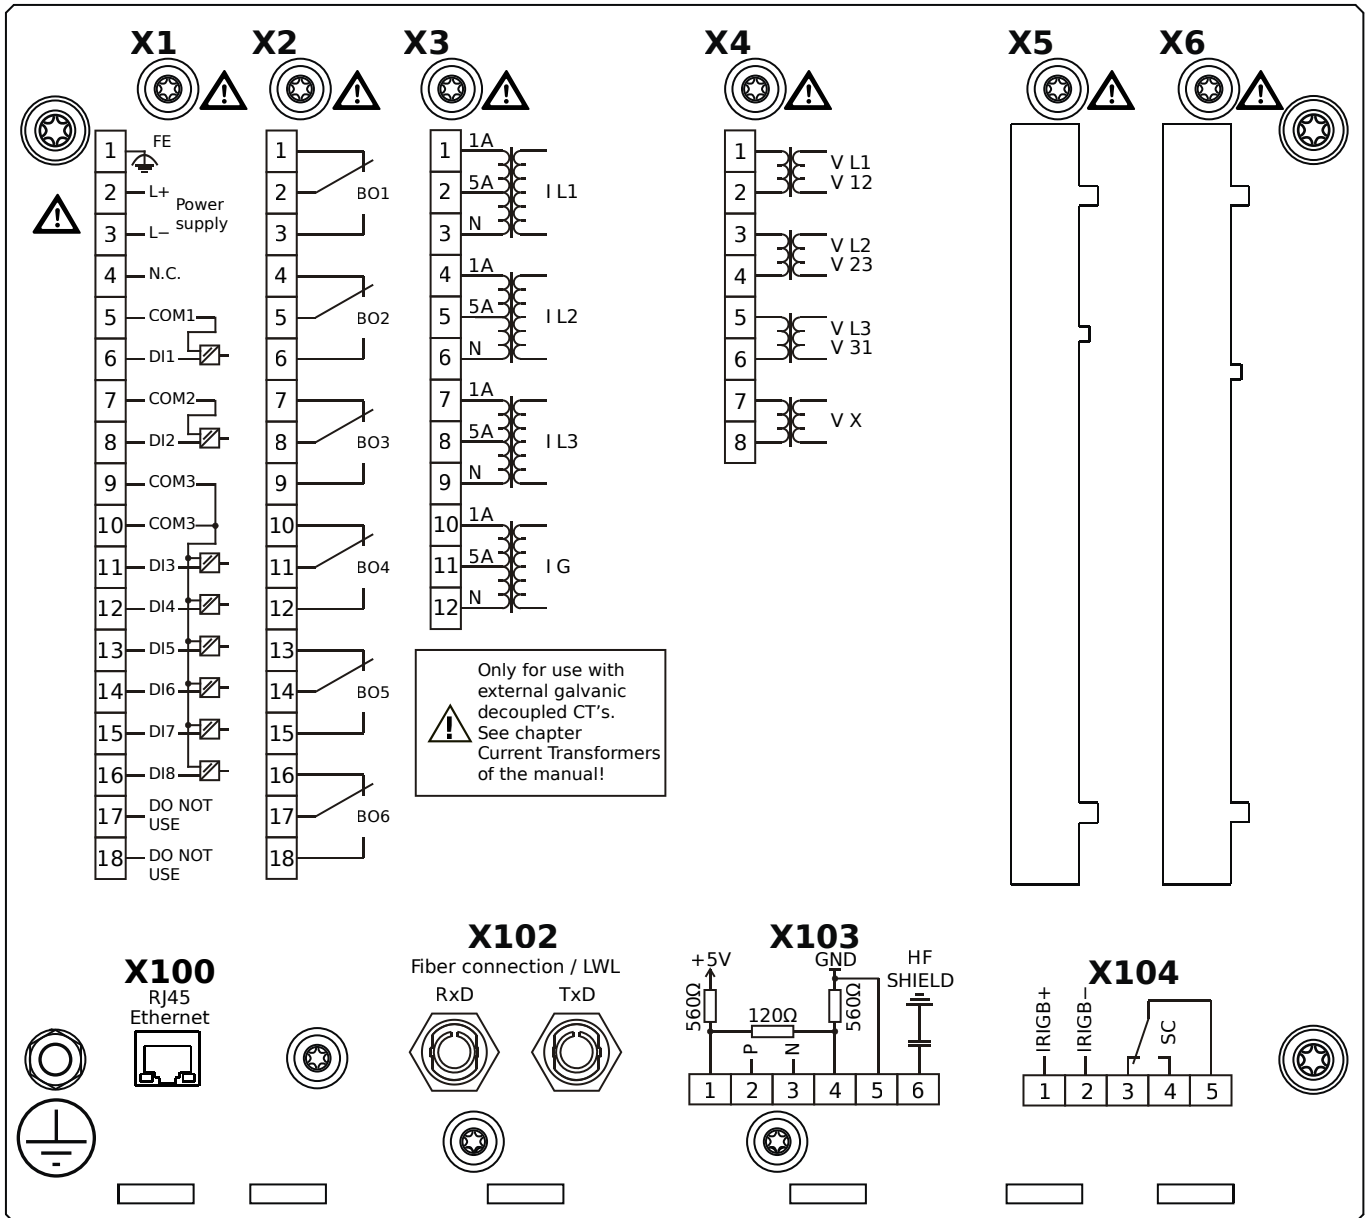 X1 X2 X3 X4 X5 X6
1 FE
2 L+
Power
supply
3 L−
4 N.C.
5 COM1
6 DI1
7 COM2
8 DI2
9 COM3
10 COM3
11 DI3
12 DI4
13 DI5
14 DI6
15 DI7
16 DI8
17 DO NOT
USE
18 DO NOT
USE
1
2 BO1
3
4
5 BO2
6
7
8 BO3
9
10
11 BO4
12
13
14 BO5
15
16
17 BO6
18
1 1A
2 5A I L1
3 N
4 1A
5 5A I L2
6 N
7 1A
8 5A I L3
9 N
10 1A
11 5A I G
12 N
Only for use with
external galvanic
decoupled CT's.
See chapter
Current Transformers
of the manual!
1 V L1
2 V 12
3 V L2
4 V 23
5 V L3
6 V 31
7 V X
8
X100
RJ45
Ethernet
X102
Fiber connection / LWL
RxD TxD
X103
+5V GND HF
SHIELD
560Ω 120Ω 560Ω
P N
1 2 3 4 5 6
X104
IRIGB+ IRIGB− SC
1 2 3 4 5